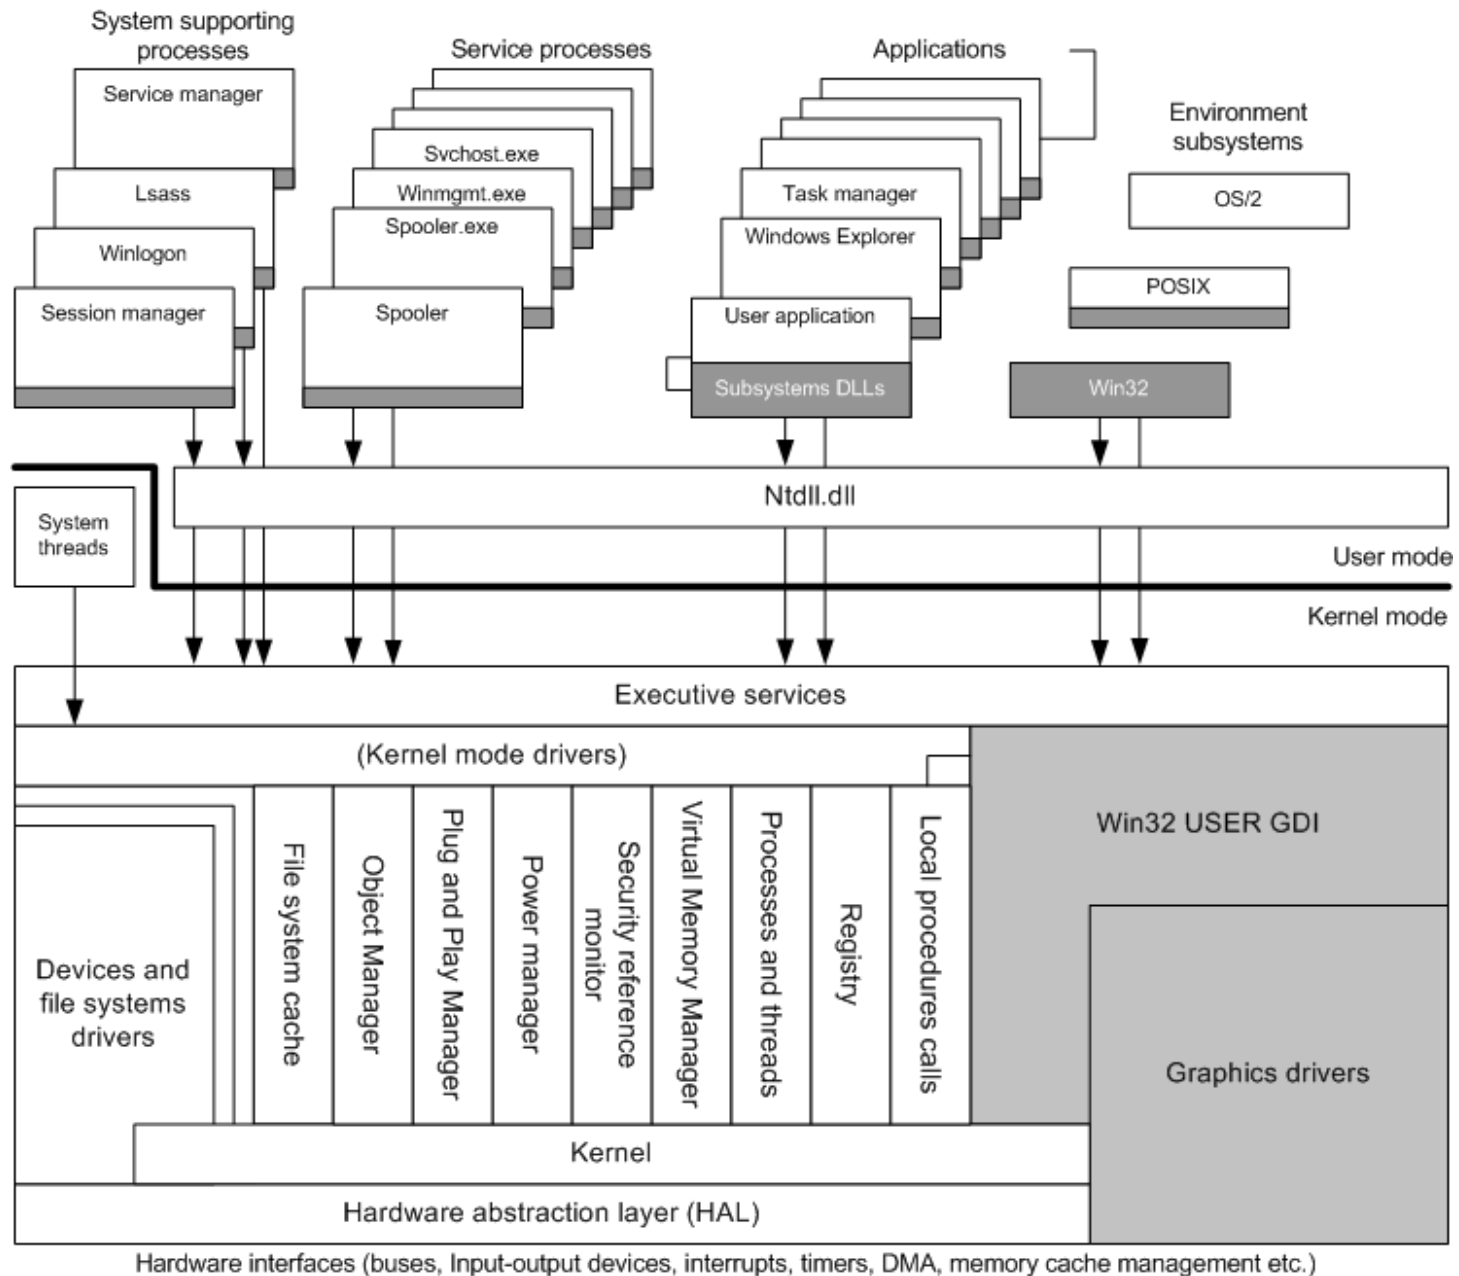 System supporting
processes
Service manager
Lsass
Winlogon
Session manager
Service processes
Svchost.exe
Winmgmt.exe
Spooler.exe
Spooler
Applications
Task manager
Windows Explorer
User application
Subsystems DLLs
Environment
subsystems
OS/2
POSIX
Win32
Ntdll.dll
System
threads
User mode
Kernel mode
Executive services
(Kernel mode drivers)
Devices and
file systems
drivers
File system cache
Object Manager
Plug and Play Manager
Power manager
Security reference
monitor
Virtual Memory Manager
Processes and threads
Registry
Local procedures calls
Win32 USER GDI
Graphics drivers
Kernel
Hardware abstraction layer (HAL)
Hardware interfaces (buses, Input-output devices, interrupts, timers, DMA, memory cache management etc.)